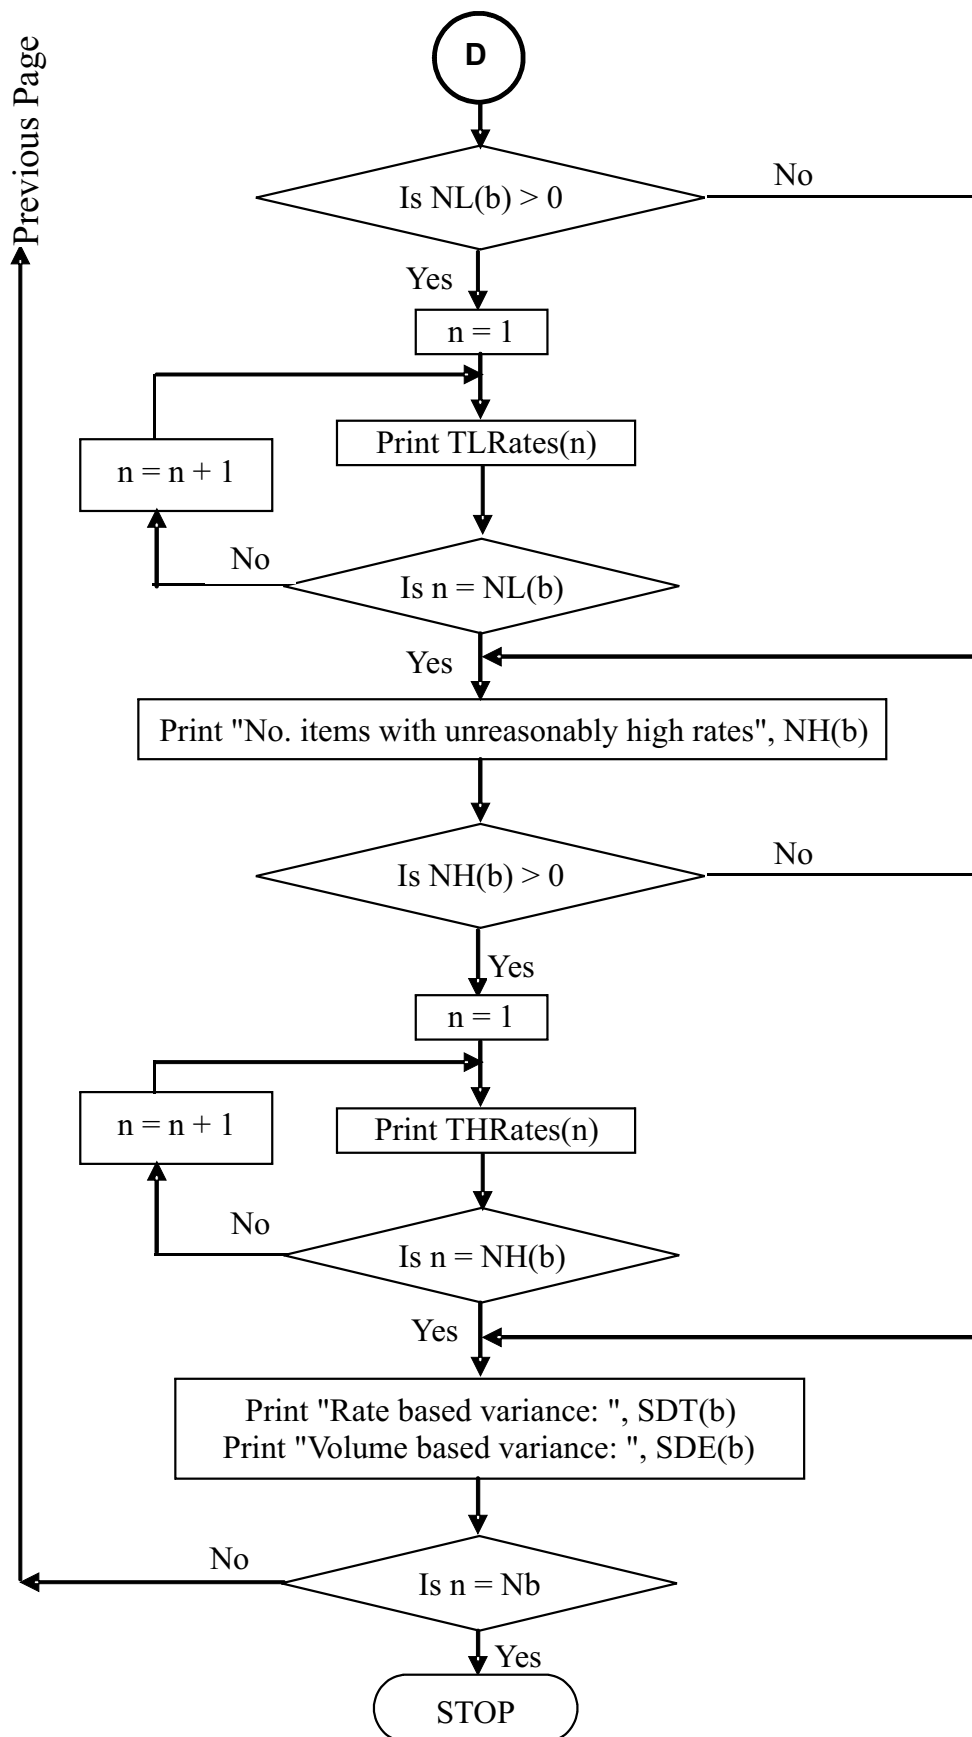 D
Previous Page
Is NL(b) > 0
No
Yes
n = 1
Print TLRates(n)
n = n + 1
No
Is n = NL(b)
Yes
Print "No. items with unreasonably high rates", NH(b)
Is NH(b) > 0
No
Yes
n = 1
Print THRates(n)
n = n + 1
No
Is n = NH(b)
Yes
Print "Rate based variance: ", SDT(b)
Print "Volume based variance: ", SDE(b)
No
Is n = Nb
Yes
STOP